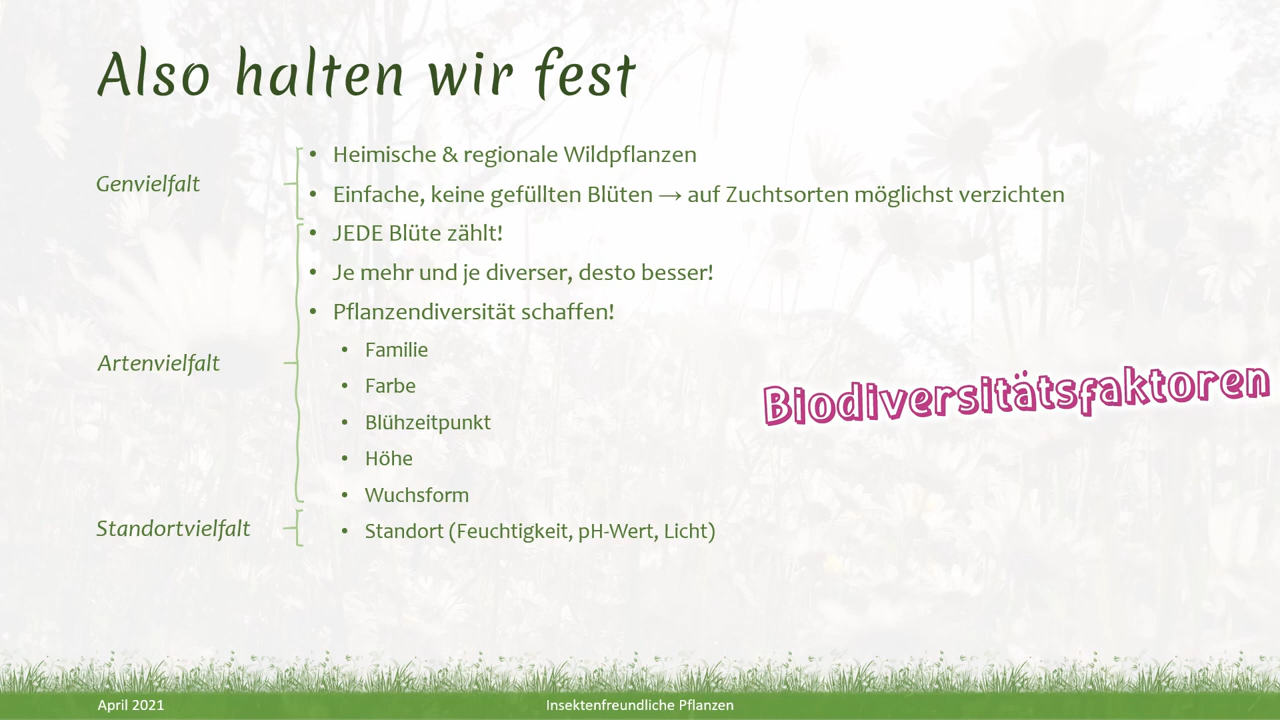 Also halten wir fest
Genvielfalt
• Heimische & regionale Wildpflanzen
• Einfache, keine gefüllten Blüten → auf Zuchtsorten möglichst verzichten
Artenvielfalt
• JEDE Blüte zählt!
• Je mehr und je diverser, desto besser!
• Pflanzendiversität schaffen!
• Familie
• Farbe
• Blühzeitpunkt
• Höhe
• Wuchsform
Standortvielfalt
• Standort (Feuchtigkeit, pH-Wert, Licht)
Biodiversitätsfaktoren
April 2021
Insektenfreundliche Pflanzen